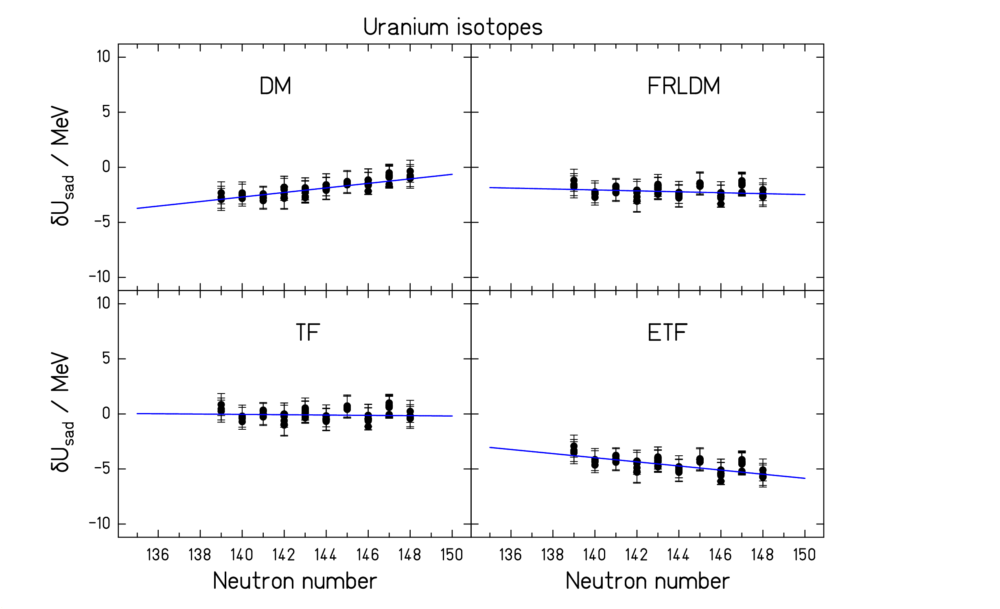 Uranium isotopes
10
DM
FRLDM
5
δU_sad / MeV
0
−5
−10
10
TF
ETF
5
δU_sad / MeV
0
−5
−10
136 138 140 142 144 146 148 150 136 138 140 142 144 146 148 150
Neutron number Neutron number